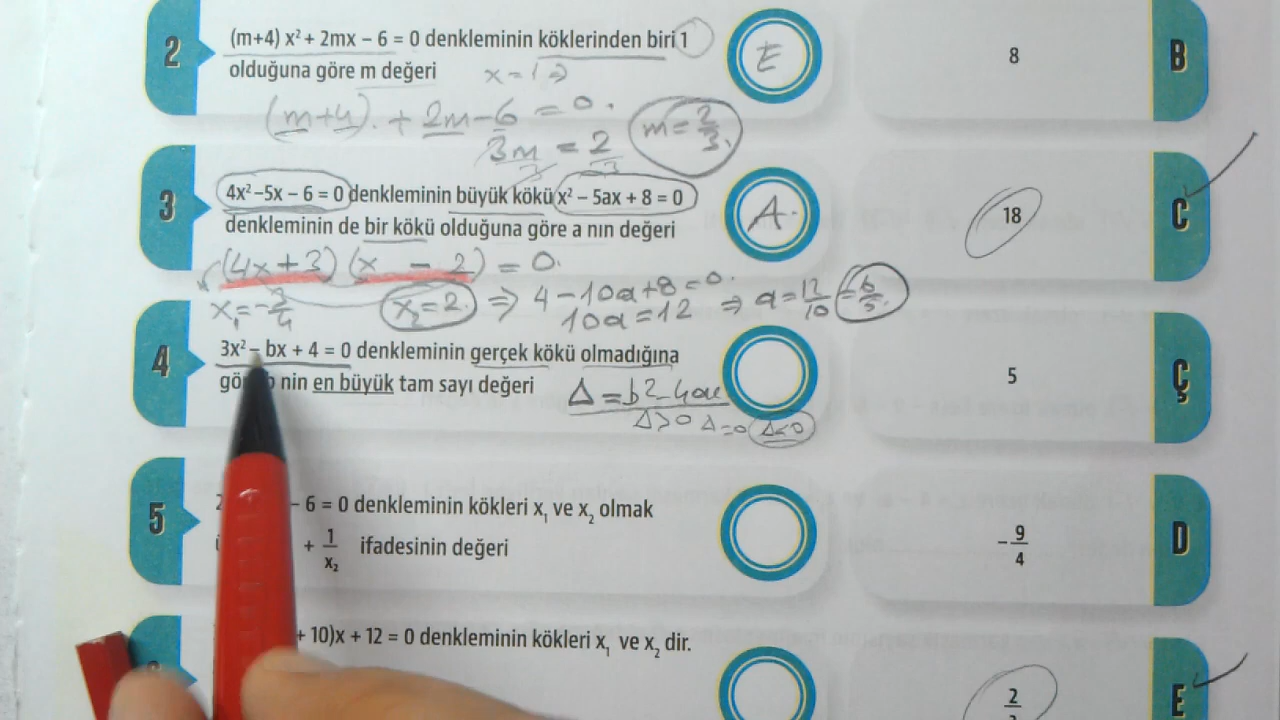 2
(m+4) x² + 2mx – 6 = 0 denkleminin köklerinden biri 1
olduğuna göre m değeri
x = 1 ⇒
(m+4) + 2m – 6 = 0.
3m = 2
m = 2/3.
E
8
B
3
4x² –5x – 6 = 0 denkleminin büyük kökü x² – 5ax + 8 = 0
denkleminin de bir kökü olduğuna göre a nın değeri
(4x + 3) (x – 2) = 0.
x₁ = –3/4
x₂ = 2. ⇒ 4 – 10a + 8 = 0.
10a = 12 ⇒ a = 12/10 = 6/5.
A
18
C
4
3x² – bx + 4 = 0 denkleminin gerçek kökü olmadığına
nin en büyük tam sayı değeri
Δ = b² – 4ac
Δ > 0 Δ = 0 Δ < 0
5
Ç
5
– 6 = 0 denkleminin kökleri x₁ ve x₂ olmak
+ 1/x₂ ifadesinin değeri
– 9/4
D
+ 10)x + 12 = 0 denkleminin kökleri x₁ ve x₂ dir.
E